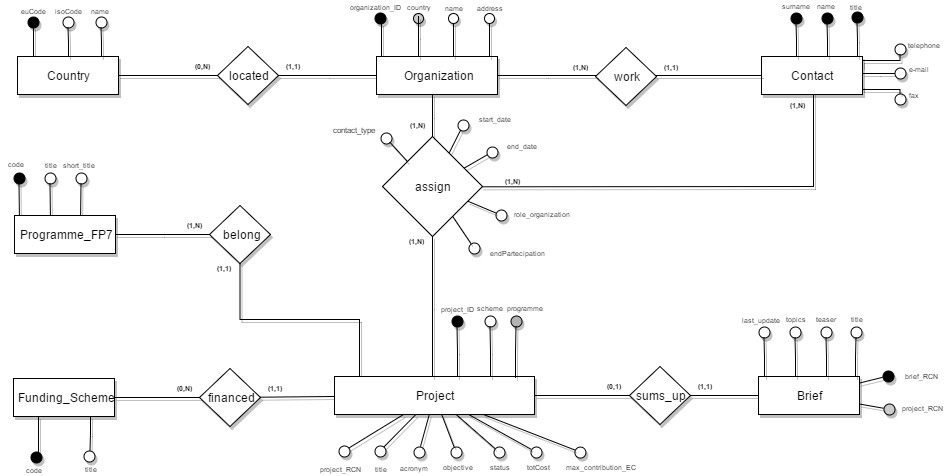 euCode isoCode name
organization_ID country name address
surname name title
Country (0,N) located (1,1) Organization (1,N) work (1,1) Contact
telephone
e-mail
fax
(1,N)
(1,N)
contact_type
start_date
end_date
assign
(1,N)
role_organization
(1,N)
endPartecipation
code title short_title
Programme_FP7 (1,N) belong
(1,1)
project_ID scheme programme
last_update topics teaser title
Funding_Scheme (0,N) financed (1,1) Project (0,1) sums_up (1,1) Brief
brief_RCN
project_RCN
code title
project_RCN title acronym objective status totCost max_contribution_EC